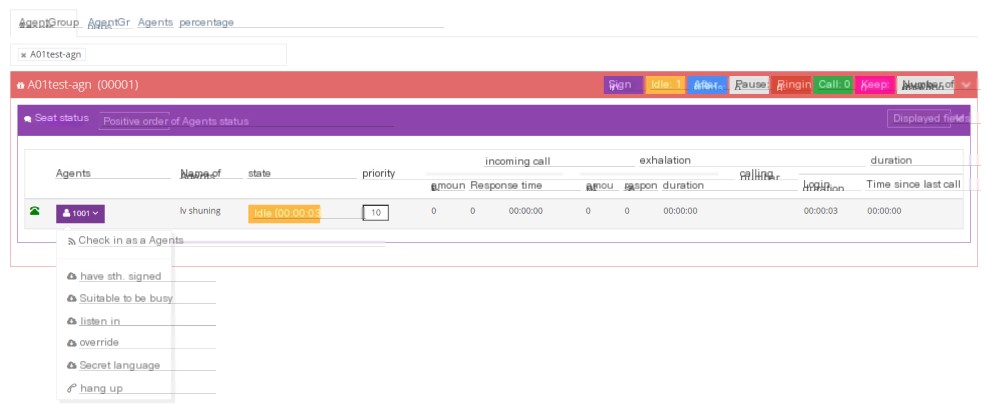 AgentGroup AgentGr Agents percentage
× A01test-agn
A01test-agn (00001) Sign Idle: 1 After Pause: Ringin Call: 0 Keep: Number of
Seat status Positive order of Agents status Displayed fields
incoming call exhalation duration
Agents Name of Agents state priority calling number
amoun Response time amou respon duration Login duration Time since last call
1001 lv shuning Idle (00:00:03 10 0 0 00:00:00 0 0 00:00:00 00:00:03 00:00:00
Check in as a Agents
have sth. signed
Suitable to be busy
listen in
override
Secret language
hang up